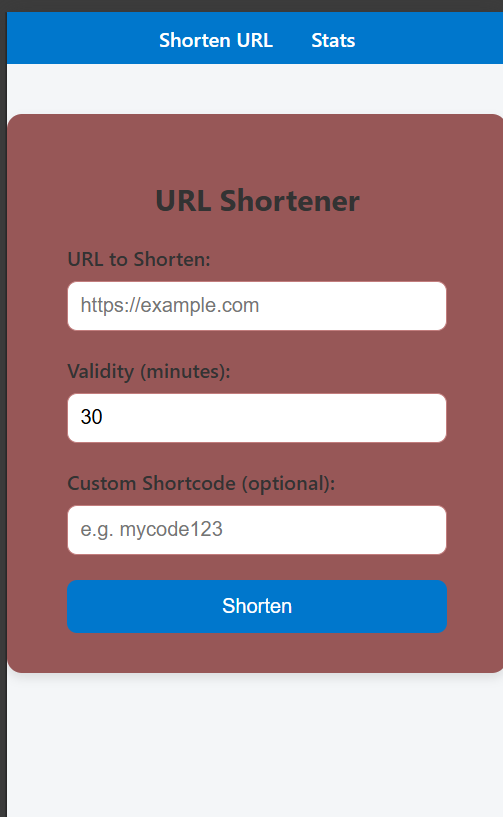 Shorten URL Stats
URL Shortener
URL to Shorten:
https://example.com
Validity (minutes):
30
Custom Shortcode (optional):
e.g. mycode123
Shorten